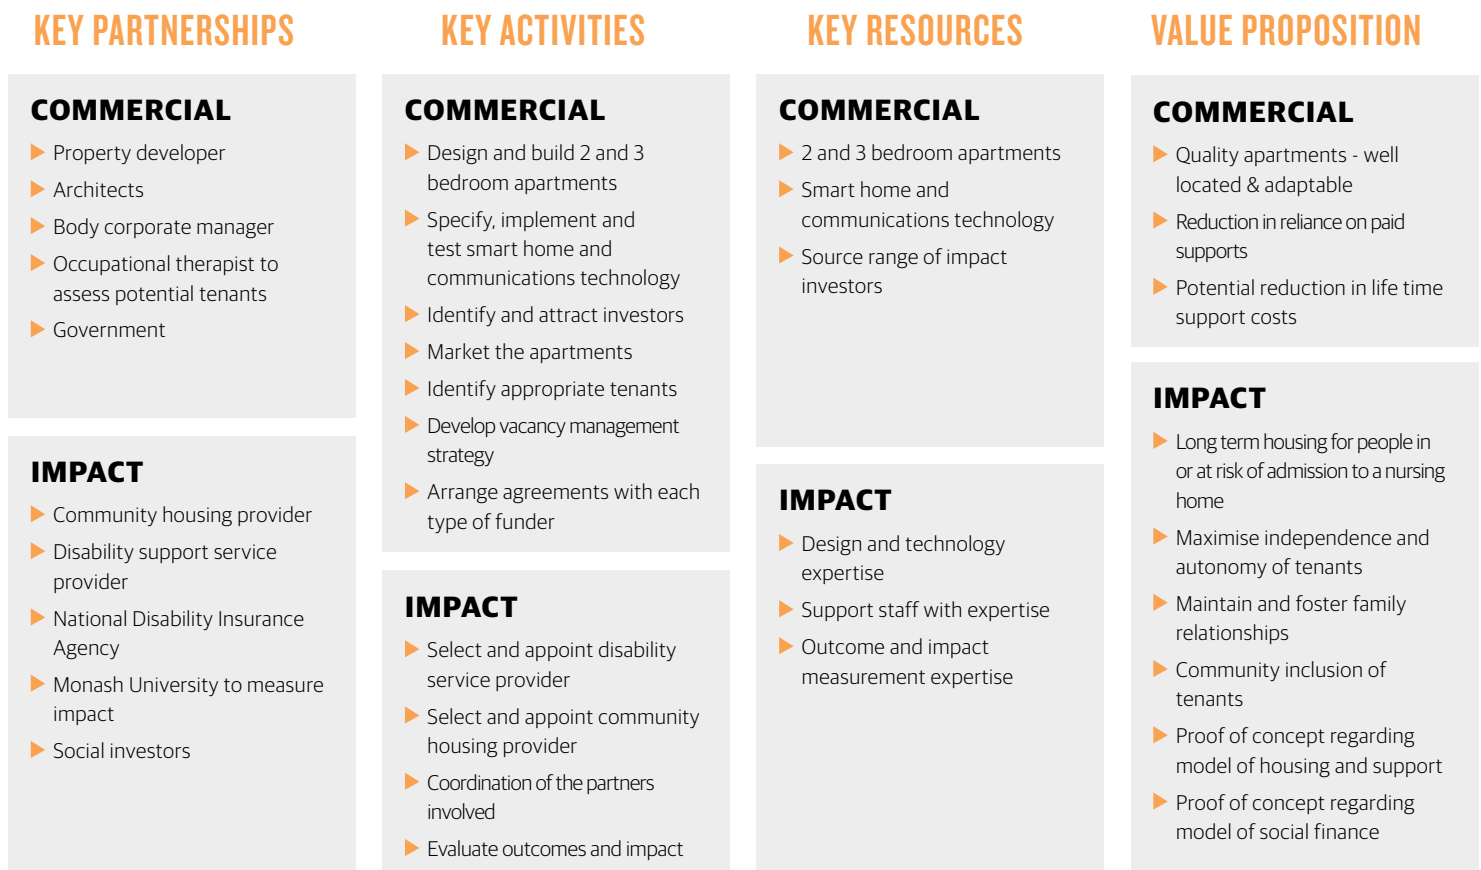 KEY PARTNERSHIPS
COMMERCIAL
Property developer
Architects
Body corporate manager
Occupational therapist to
assess potential tenants
Government
IMPACT
Community housing provider
Disability support service
provider
National Disability Insurance
Agency
Monash University to measure
impact
Social investors
KEY ACTIVITIES
COMMERCIAL
Design and build 2 and 3
bedroom apartments
Specify, implement and
test smart home and
communications technology
Identify and attract investors
Market the apartments
Identify appropriate tenants
Develop vacancy management
strategy
Arrange agreements with each
type of funder
IMPACT
Select and appoint disability
service provider
Select and appoint community
housing provider
Coordination of the partners
involved
Evaluate outcomes and impact
KEY RESOURCES
COMMERCIAL
2 and 3 bedroom apartments
Smart home and
communications technology
Source range of impact
investors
IMPACT
Design and technology
expertise
Support staff with expertise
Outcome and impact
measurement expertise
VALUE PROPOSITION
COMMERCIAL
Quality apartments - well
located & adaptable
Reduction in reliance on paid
supports
Potential reduction in life time
support costs
IMPACT
Long term housing for people in
or at risk of admission to a nursing
home
Maximise independence and
autonomy of tenants
Maintain and foster family
relationships
Community inclusion of
tenants
Proof of concept regarding
model of housing and support
Proof of concept regarding
model of social finance